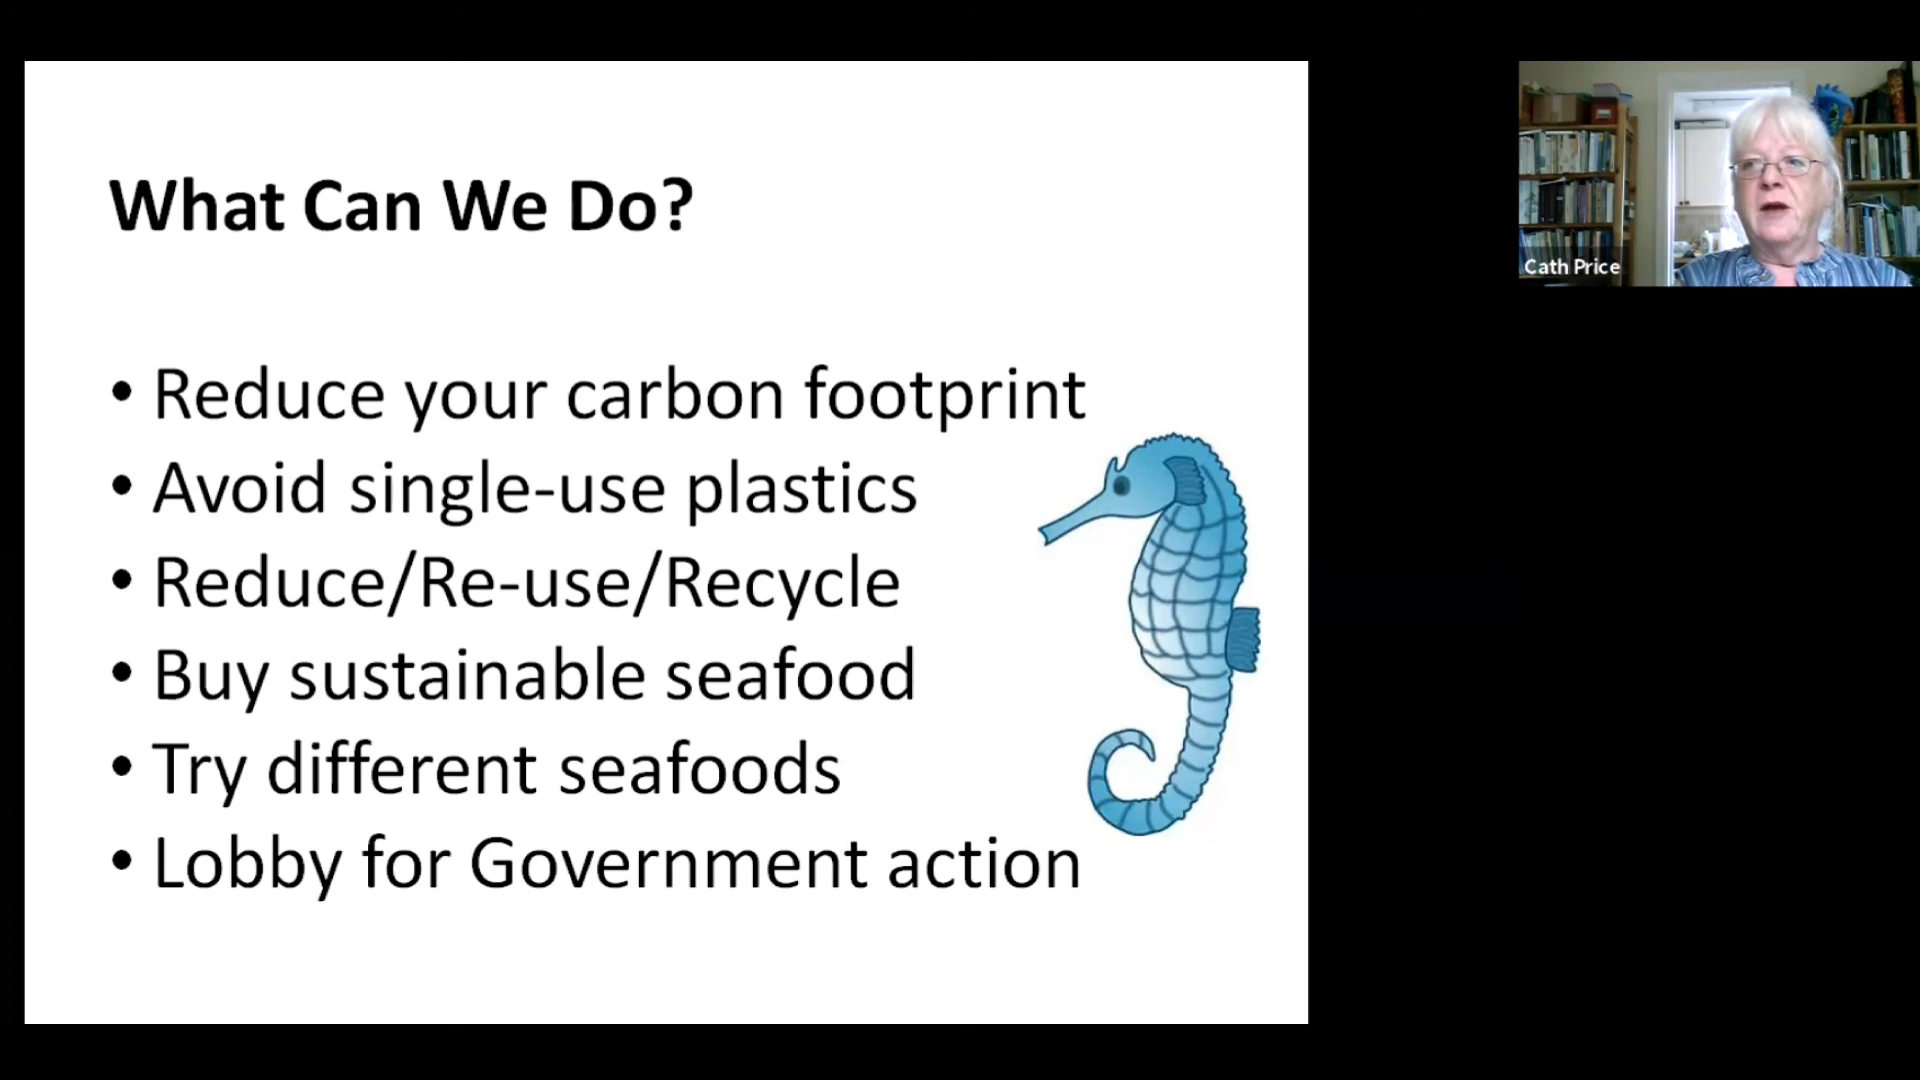 What Can We Do?
• Reduce your carbon footprint
• Avoid single-use plastics
• Reduce/Re-use/Recycle
• Buy sustainable seafood
• Try different seafoods
• Lobby for Government action
Cath Price